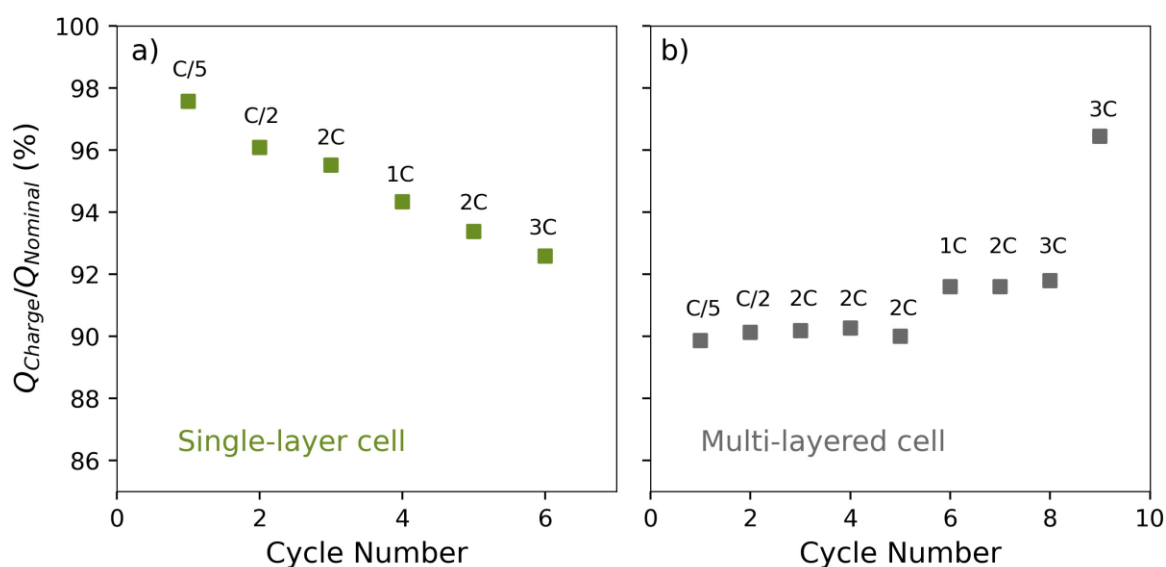 a)
b)
C/5
C/2
2C
1C
2C
3C
C/5
C/2
2C
2C
2C
1C
2C
3C
3C
Single-layer cell
Multi-layered cell
Q_Charge/Q_Nominal (%)
100
98
96
94
92
90
88
86
0 2 4 6
0 2 4 6 8 10
Cycle Number
Cycle Number